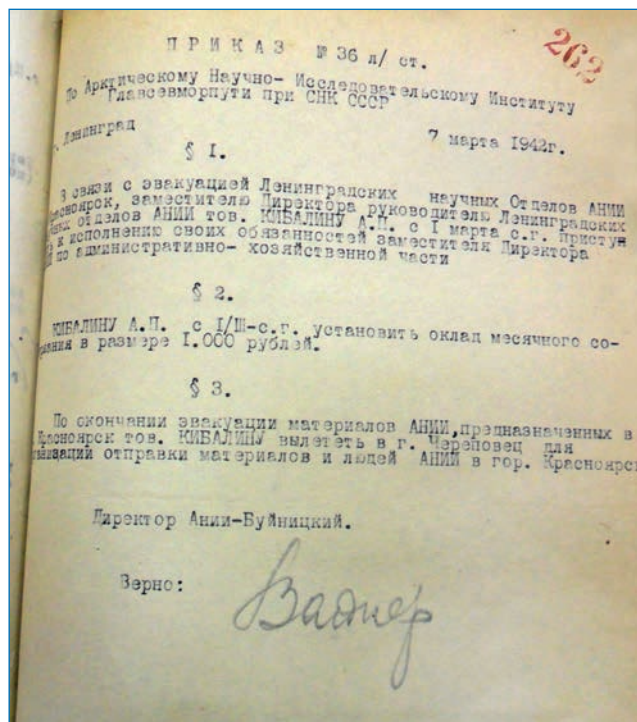 262
ПРИКАЗ № 36 л/ ст.
По Арктическому Научно- Исследовательскому Институту
Главсевморпути при СНК СССР
г. Ленинград
7 марта 1942г.
§ I.
В связи с эвакуацией Ленинградских научных Отделов АНИИ
Красноярск, заместителю Директора руководителю Ленинградских
отделов АНИИ тов. КИБАЛИНУ А.П. с I марта с.г. приступ
к исполнению своих обязанностей заместителя Директора
по административно- хозяйственной части
§ 2.
КИБАЛИНУ А.П. с I/Ш-с.г. установить оклад месячного со-
в размере I.000 рублей.
§ 3.
По окончании эвакуации материалов АНИИ,предназначенных в
Красноярск тов. КИБАЛИНУ вылететь в г. Череповец для
отправки материалов и людей АНИИ в гор. Красноярск
Директор Ании-Буйницкий.
Верно: